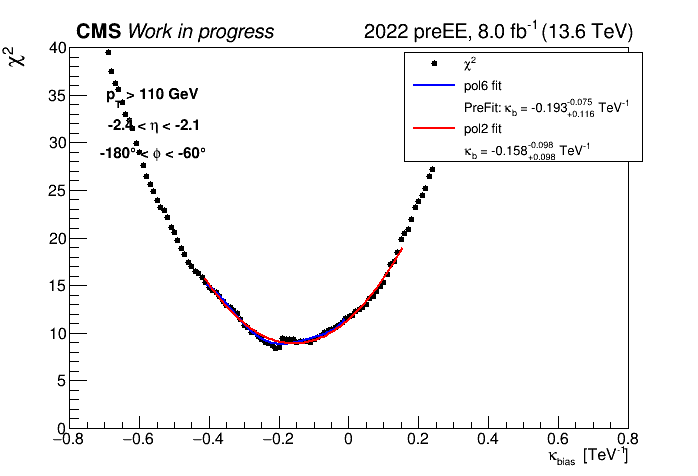 CMS Work in progress
2022 preEE, 8.0 fb⁻¹ (13.6 TeV)
χ²
40
35
30
25
20
15
10
5
0
p_T > 110 GeV
-2.4 < η < -2.1
-180° < ϕ < -60°
χ²
pol6 fit
PreFit: κ_b = -0.193 -0.075 +0.116 TeV⁻¹
pol2 fit
κ_b = -0.158 -0.098 +0.098 TeV⁻¹
−0.8 −0.6 −0.4 −0.2 0 0.2 0.4 0.6 0.8
κ_bias [TeV⁻¹]